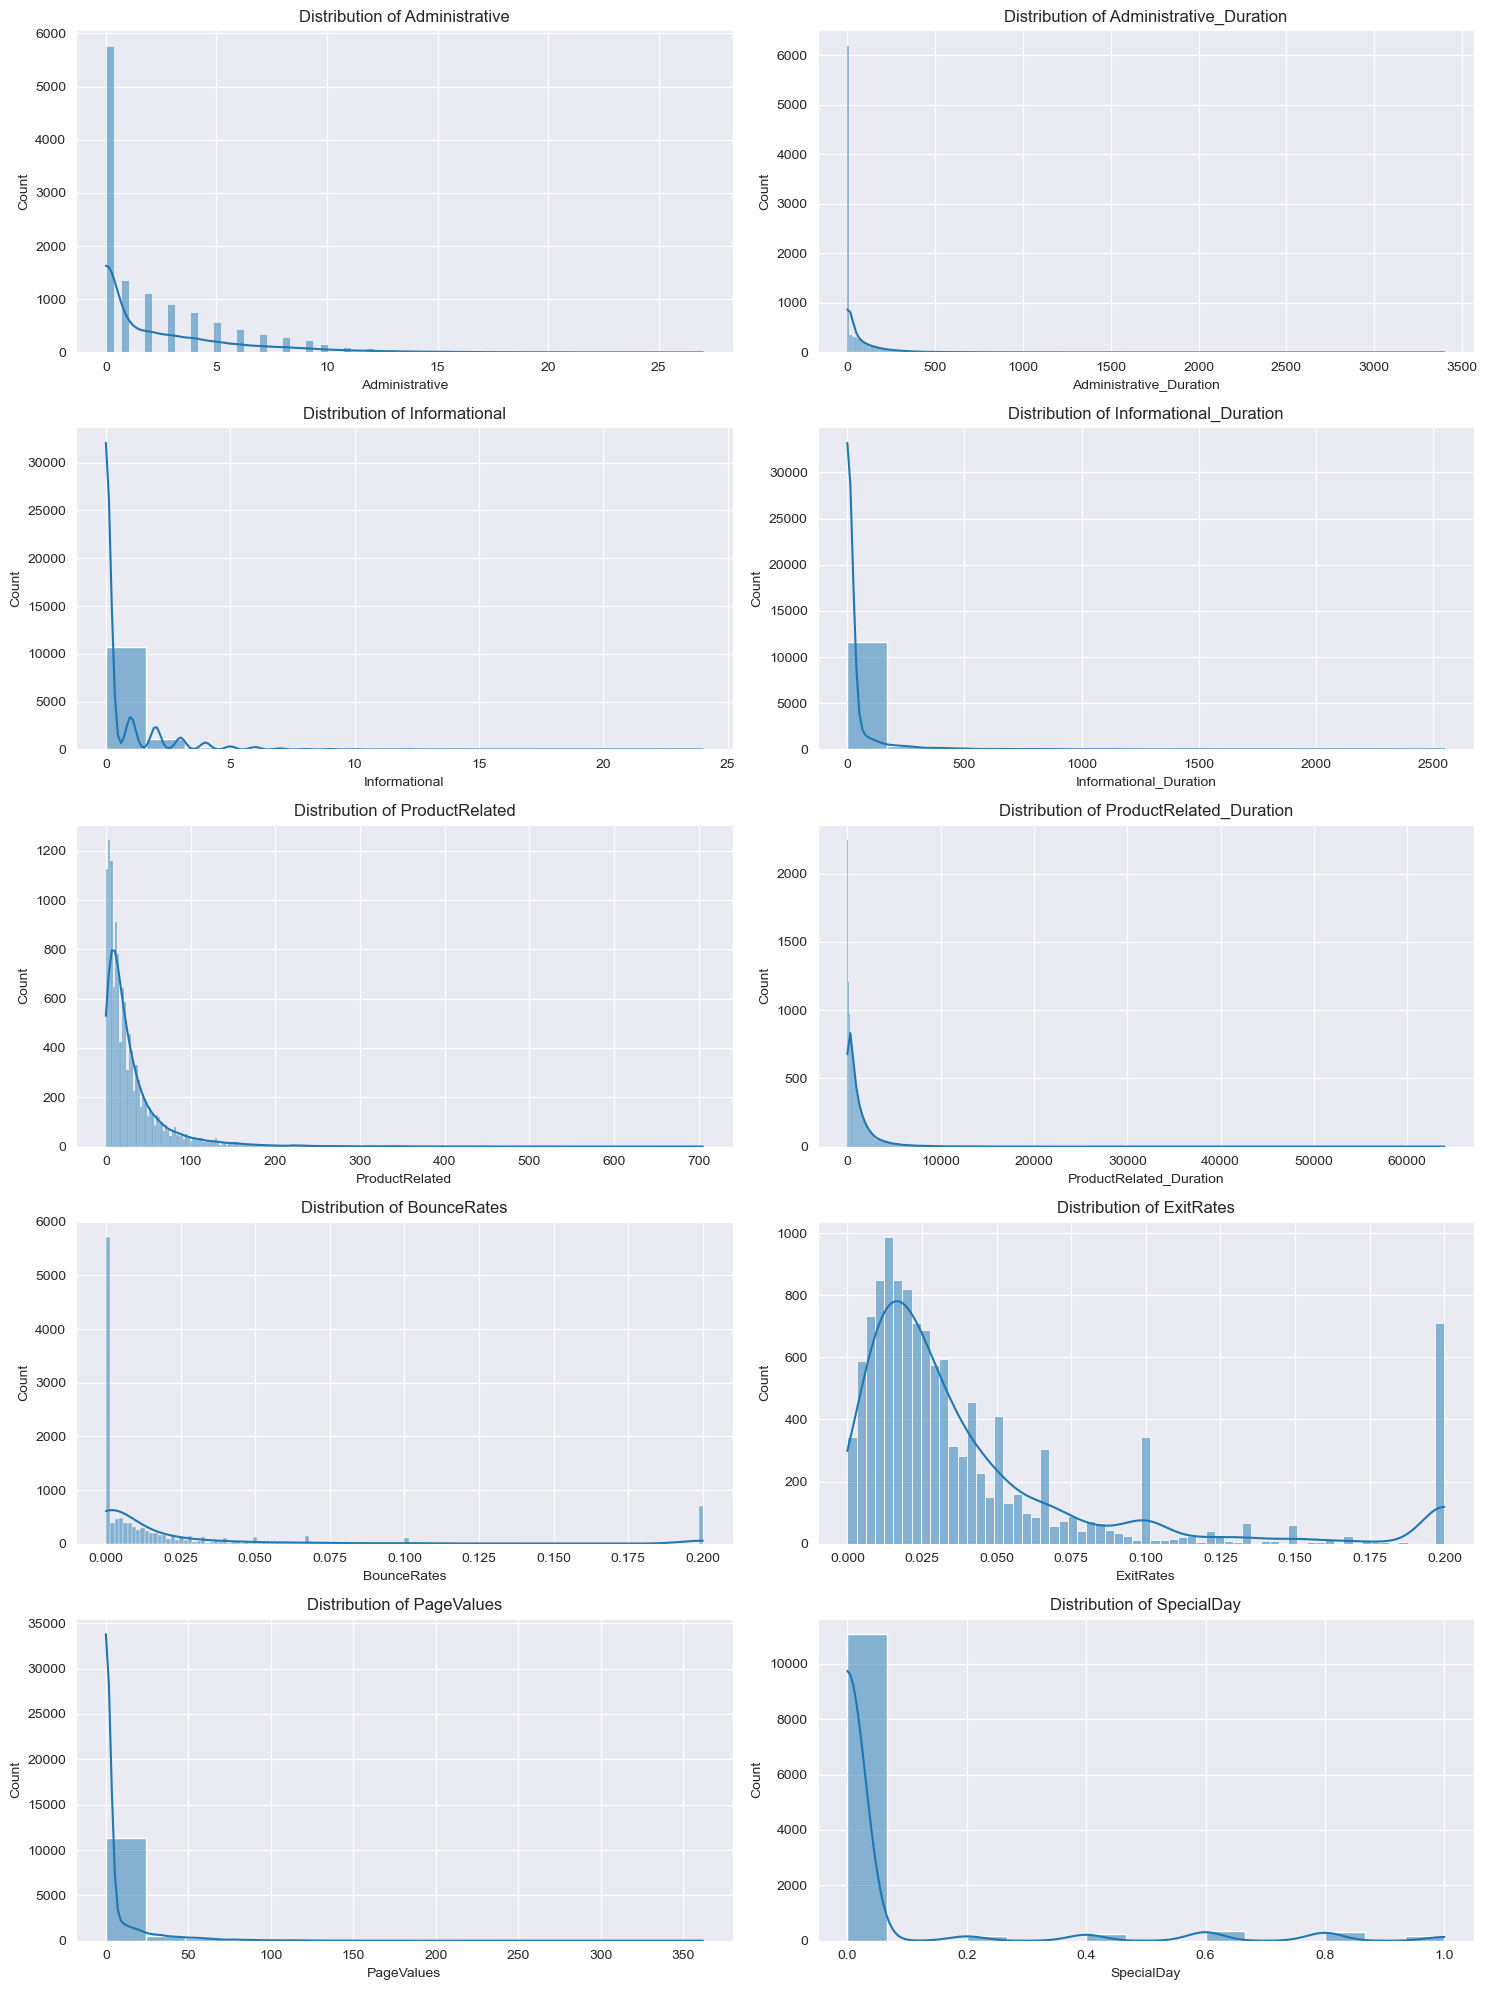 Distribution of Administrative
Count
6000
5000
4000
3000
2000
1000
0
0 5 10 15 20 25
Administrative
Distribution of Administrative_Duration
Count
6000
5000
4000
3000
2000
1000
0
0 500 1000 1500 2000 2500 3000 3500
Administrative_Duration
Distribution of Informational
Count
30000
25000
20000
15000
10000
5000
0
0 5 10 15 20 25
Informational
Distribution of Informational_Duration
Count
30000
25000
20000
15000
10000
5000
0
0 500 1000 1500 2000 2500
Informational_Duration
Distribution of ProductRelated
Count
1200
1000
800
600
400
200
0
0 100 200 300 400 500 600 700
ProductRelated
Distribution of ProductRelated_Duration
Count
2000
1500
1000
500
0
0 10000 20000 30000 40000 50000 60000
ProductRelated_Duration
Distribution of BounceRates
Count
6000
5000
4000
3000
2000
1000
0
0.000 0.025 0.050 0.075 0.100 0.125 0.150 0.175 0.200
BounceRates
Distribution of ExitRates
Count
1000
800
600
400
200
0
0.000 0.025 0.050 0.075 0.100 0.125 0.150 0.175 0.200
ExitRates
Distribution of PageValues
Count
35000
30000
25000
20000
15000
10000
5000
0
0 50 100 150 200 250 300 350
PageValues
Distribution of SpecialDay
Count
10000
8000
6000
4000
2000
0
0.0 0.2 0.4 0.6 0.8 1.0
SpecialDay